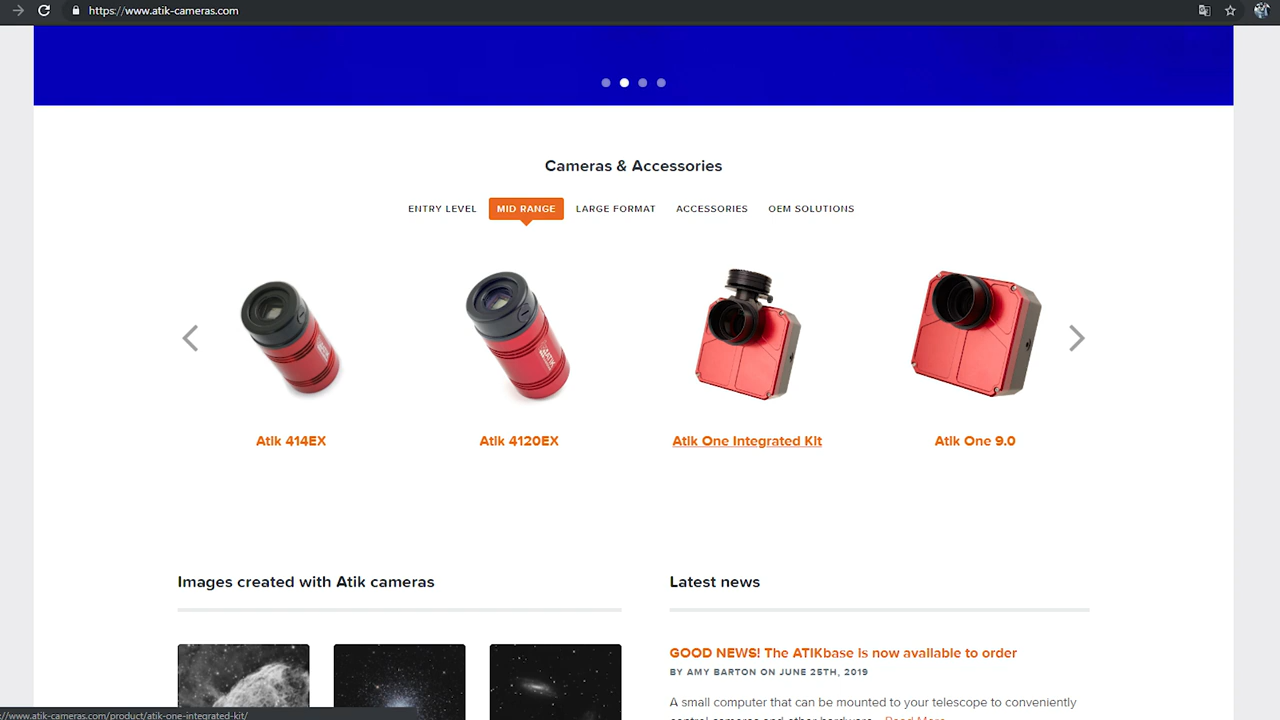 https://www.atik-cameras.com
Cameras & Accessories
ENTRY LEVEL MID RANGE LARGE FORMAT ACCESSORIES OEM SOLUTIONS
ATIK ATIK
Atik 414EX Atik 4120EX Atik One Integrated Kit Atik One 9.0
Images created with Atik cameras Latest news
GOOD NEWS! The ATIKbase is now available to order
BY AMY BARTON ON JUNE 25TH, 2019
A small computer that can be mounted to your telescope to conveniently
control cameras and other hardware... Read More
/www.atik-cameras.com/product/atik-one-integrated-kit/